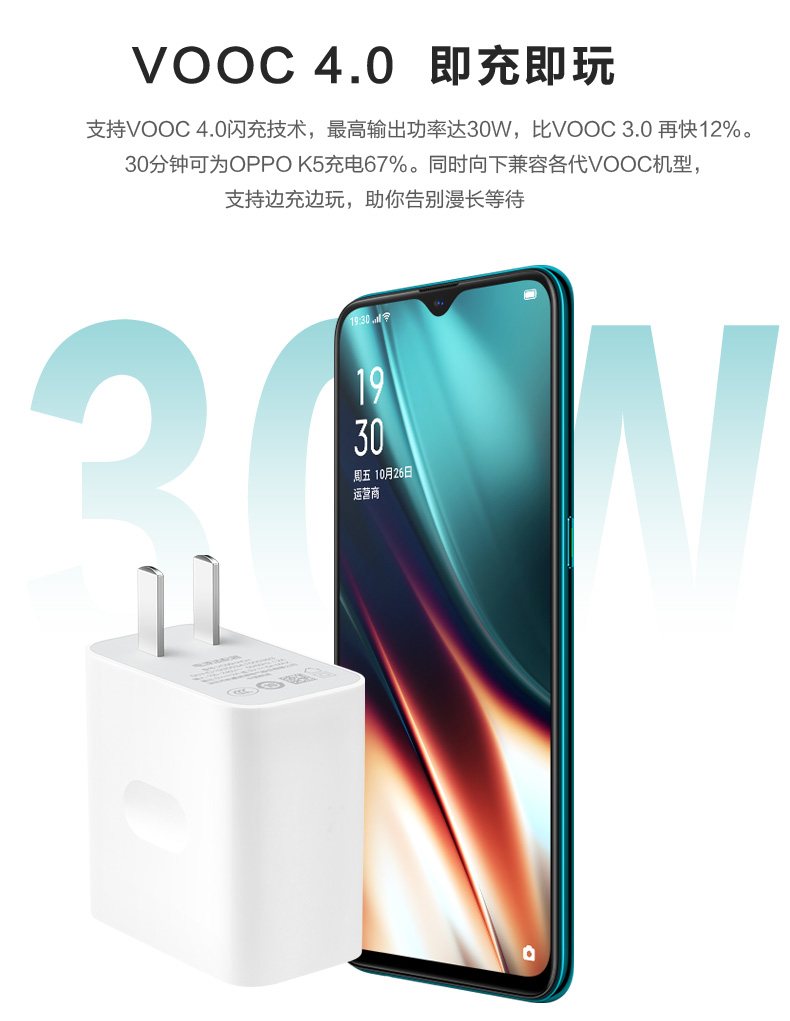 VOOC 4.0 即充即玩
支持VOOC 4.0闪充技术，最高输出功率达30W，比VOOC 3.0 再快12%。
30分钟可为OPPO K5充电67%。同时向下兼容各代VOOC机型，
支持边充边玩，助你告别漫长等待
30W
19:30
19
30
周五 10月26日
运营商